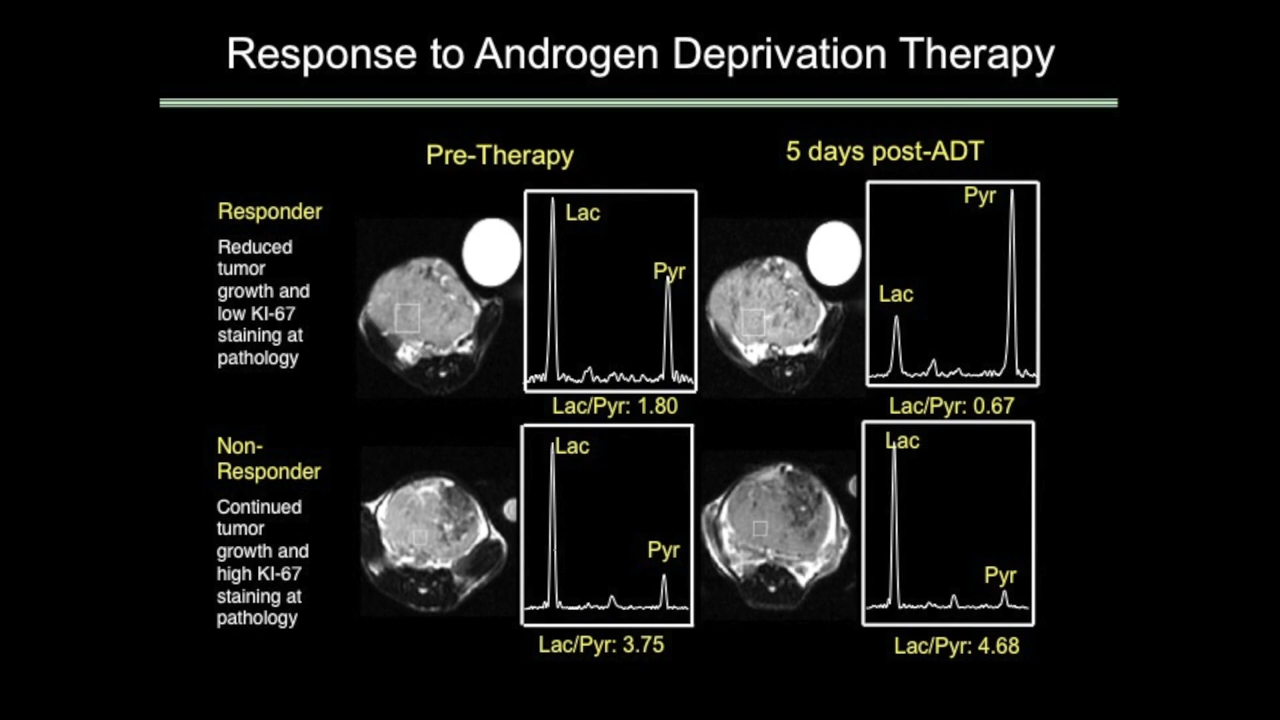 Response to Androgen Deprivation Therapy
Pre-Therapy
5 days post-ADT
Responder
Reduced
tumor
growth and
low KI-67
staining at
pathology
Lac
Pyr
Lac/Pyr: 1.80
Lac
Pyr
Lac/Pyr: 0.67
Non-
Responder
Continued
tumor
growth and
high KI-67
staining at
pathology
Lac
Pyr
Lac/Pyr: 3.75
Lac
Pyr
Lac/Pyr: 4.68